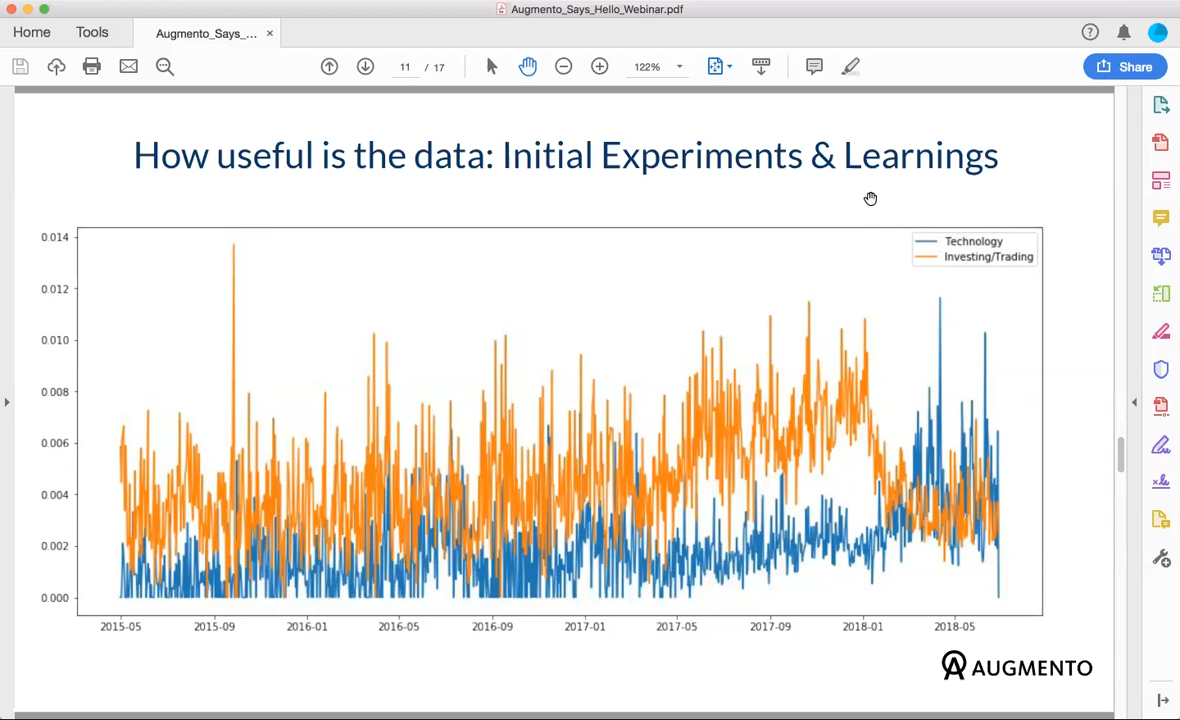 Augmento_Says_Hello_Webinar.pdf
Home
Tools
Augmento_Says_... ×
11 / 17
122%
Share
How useful is the data: Initial Experiments & Learnings
Technology
Investing/Trading
0.014
0.012
0.010
0.008
0.006
0.004
0.002
0.000
2015-05 2015-09 2016-01 2016-05 2016-09 2017-01 2017-05 2017-09 2018-01 2018-05
AUGMENTO